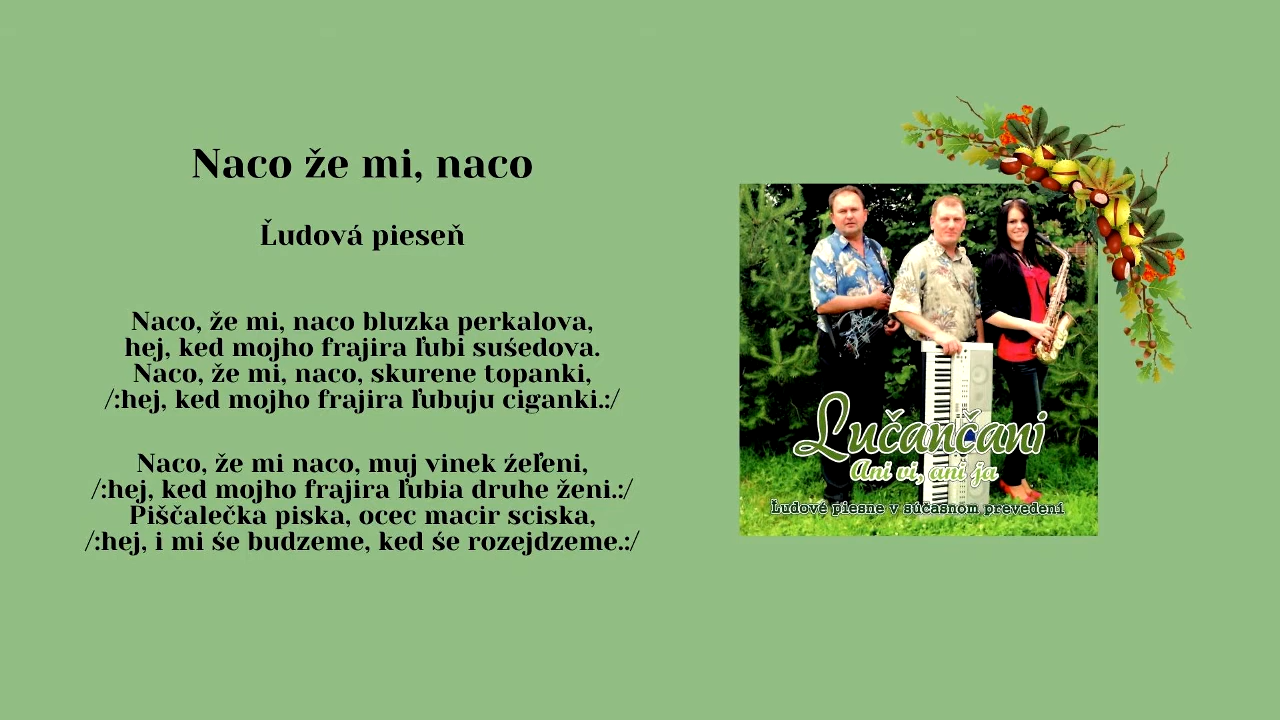 Naco že mi, naco
Ľudová pieseň
Naco, že mi, naco bluzka perkalova,
hej, ked mojho frajira ľubi suśedova.
Naco, že mi, naco, skurene topanki,
/:hej, ked mojho frajira ľubuju ciganki.:/
Naco, že mi naco, muj vinek źeľeni,
/:hej, ked mojho frajira ľubia druhe ženi.:/
Piščalečka piska, ocec macir sciska,
/:hej, i mi śe budzeme, ked śe rozejdzeme.:/
Lučančani
Ani vi, ani ja
Ľudové piesne v súčasnom prevedení